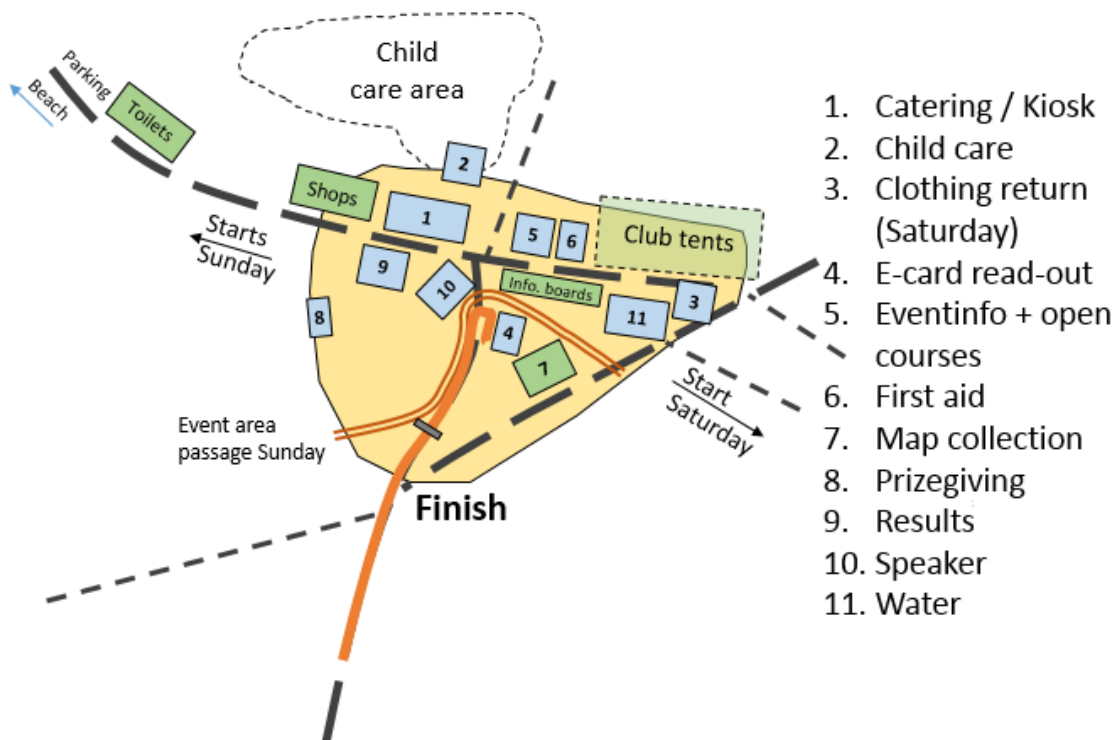 Child
care area
Parking
Beach
Toilets
2
Shops
1
5
6
Club tents
Starts
Sunday
9
10
Info. boards
3
8
11
4
7
Start
Saturday
Event area
passage Sunday
Finish
1. Catering / Kiosk
2. Child care
3. Clothing return
(Saturday)
4. E-card read-out
5. Eventinfo + open
courses
6. First aid
7. Map collection
8. Prizegiving
9. Results
10. Speaker
11. Water